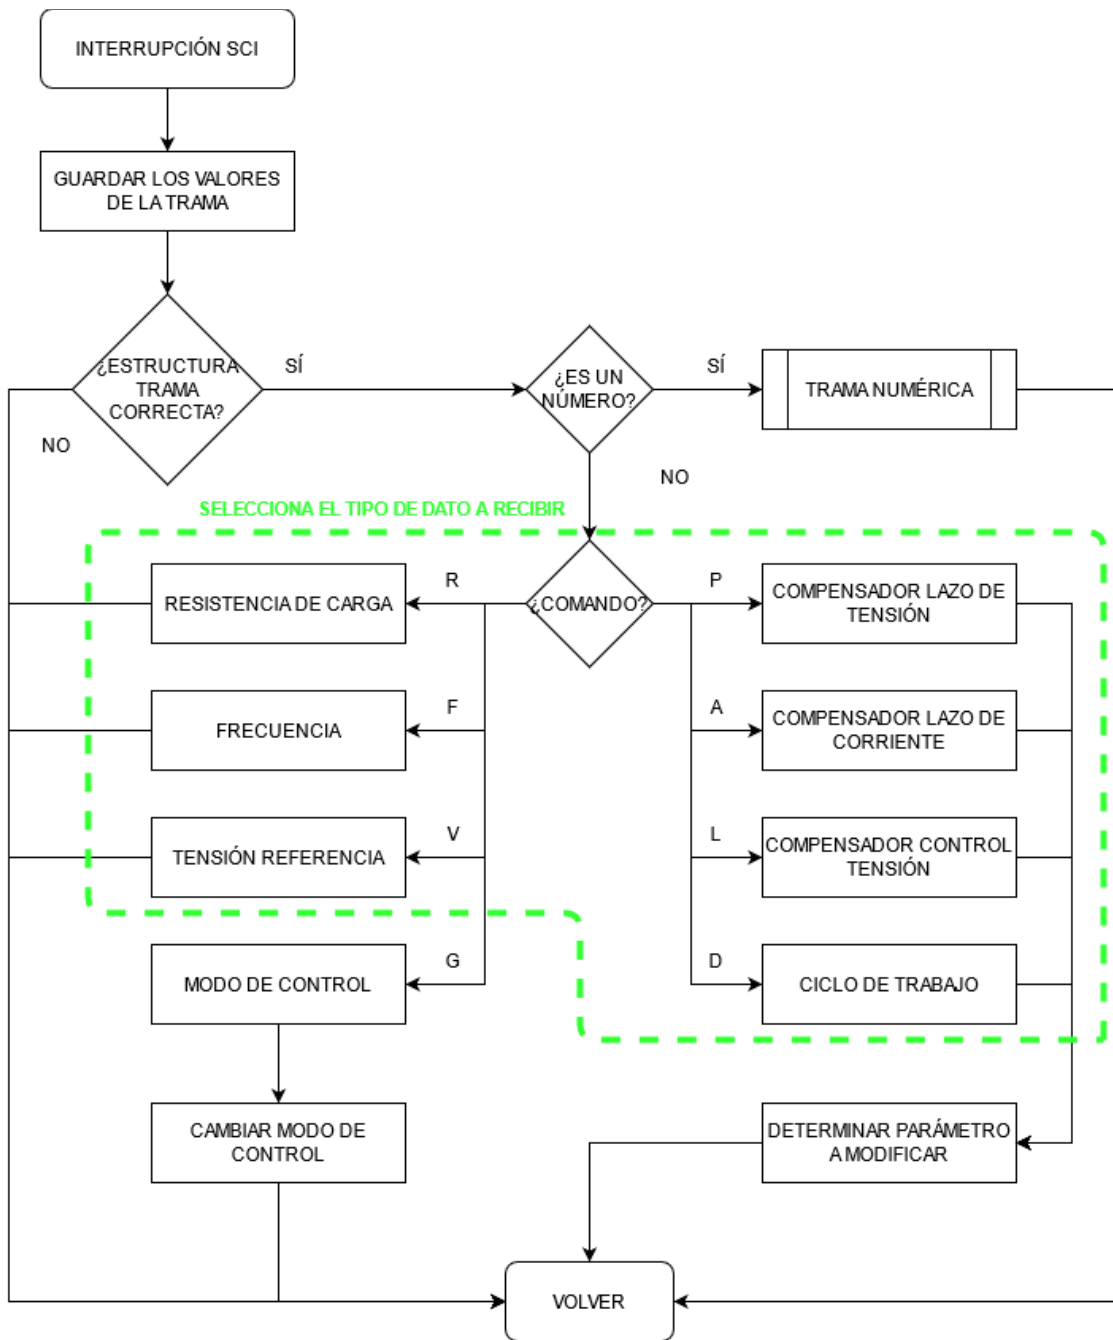 INTERRUPCIÓN SCI
GUARDAR LOS VALORES
DE LA TRAMA
¿ESTRUCTURA
TRAMA
CORRECTA?
SÍ
NO
¿ES UN
NÚMERO?
SÍ
TRAMA NUMÉRICA
NO
SELECCIONA EL TIPO DE DATO A RECIBIR
¿COMANDO?
R
RESISTENCIA DE CARGA
F
FRECUENCIA
V
TENSIÓN REFERENCIA
G
MODO DE CONTROL
CAMBIAR MODO DE
CONTROL
P
COMPENSADOR LAZO DE
TENSIÓN
A
COMPENSADOR LAZO DE
CORRIENTE
L
COMPENSADOR CONTROL
TENSIÓN
D
CICLO DE TRABAJO
DETERMINAR PARÁMETRO
A MODIFICAR
VOLVER